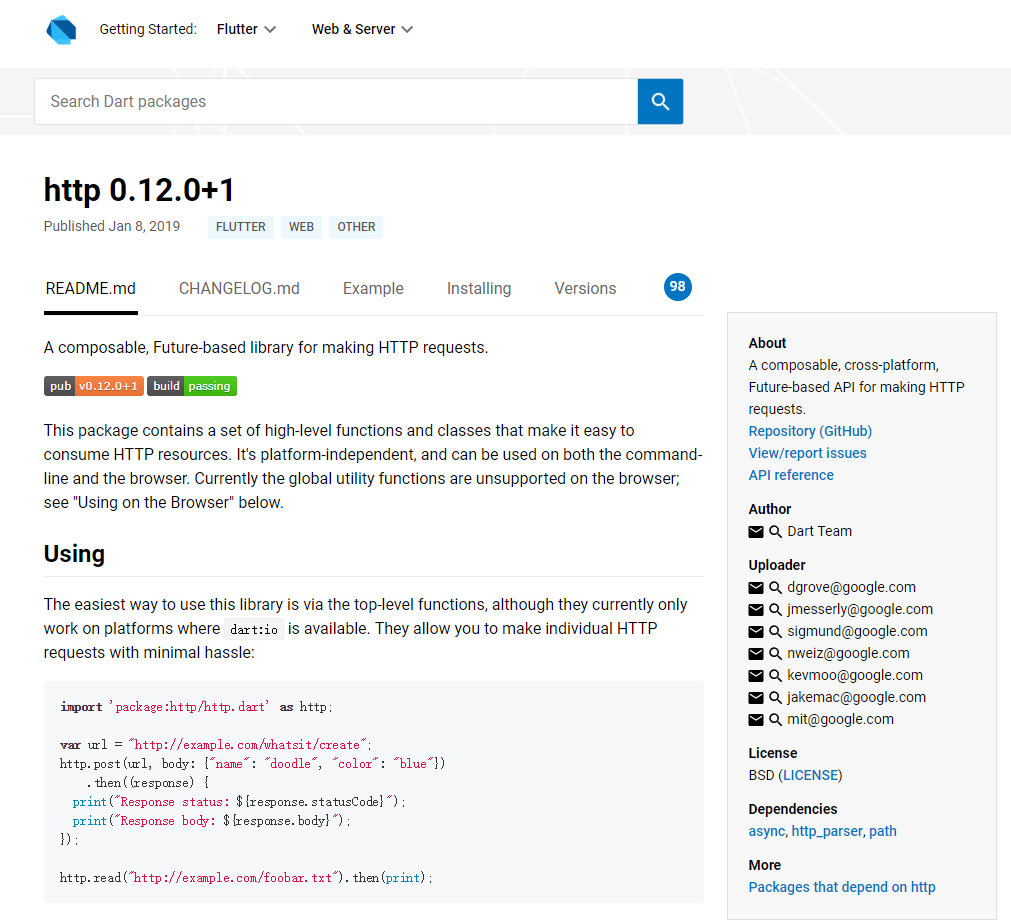 Getting Started: Flutter Web & Server
Search Dart packages
http 0.12.0+1
Published Jan 8, 2019 FLUTTER WEB OTHER
README.md CHANGELOG.md Example Installing Versions 98
A composable, Future-based library for making HTTP requests.
pub v0.12.0+1 build passing
This package contains a set of high-level functions and classes that make it easy to
consume HTTP resources. It's platform-independent, and can be used on both the command-
line and the browser. Currently the global utility functions are unsupported on the browser;
see "Using on the Browser" below.
Using
The easiest way to use this library is via the top-level functions, although they currently only
work on platforms where dart:io is available. They allow you to make individual HTTP
requests with minimal hassle:
import 'package:http/http.dart' as http;
var url = "http://example.com/whatsit/create";
http.post(url, body: {"name": "doodle", "color": "blue"})
    .then((response) {
  print("Response status: ${response.statusCode}");
  print("Response body: ${response.body}");
});
http.read("http://example.com/foobar.txt").then(print);
About
A composable, cross-platform,
Future-based API for making HTTP
requests.
Repository (GitHub)
View/report issues
API reference
Author
Dart Team
Uploader
dgrove@google.com
jmesserly@google.com
sigmund@google.com
nweiz@google.com
kevmoo@google.com
jakemac@google.com
mit@google.com
License
BSD (LICENSE)
Dependencies
async, http_parser, path
More
Packages that depend on http